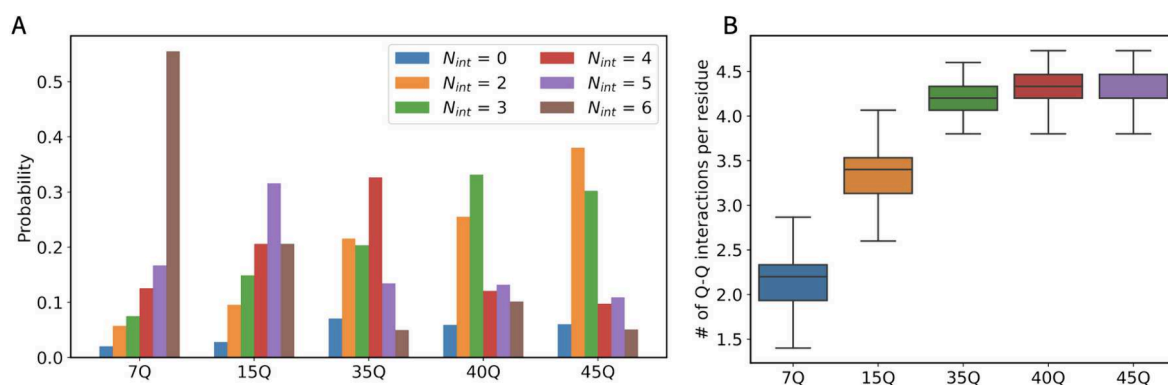 A
Probability
0.5
0.4
0.3
0.2
0.1
0.0
N_int = 0
N_int = 2
N_int = 3
N_int = 4
N_int = 5
N_int = 6
7Q 15Q 35Q 40Q 45Q
B
# of Q-Q interactions per residue
4.5
4.0
3.5
3.0
2.5
2.0
1.5
7Q 15Q 35Q 40Q 45Q